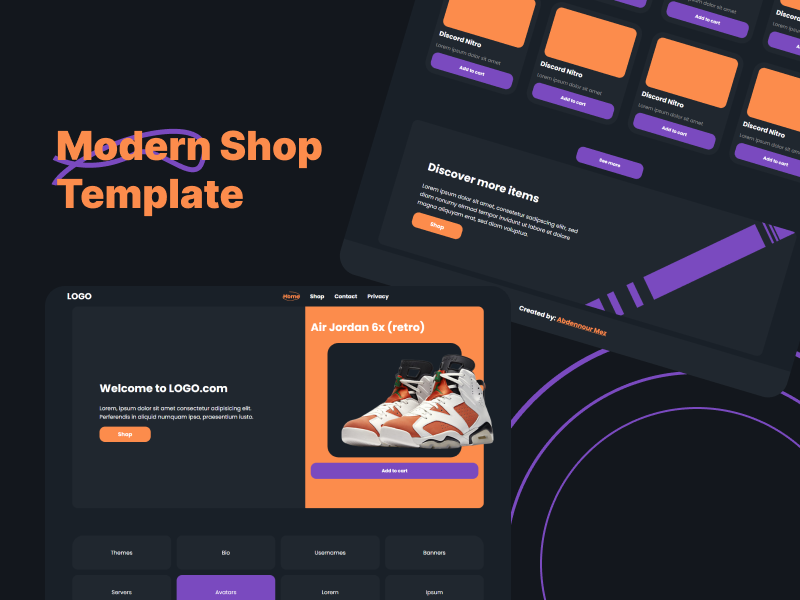 Modern Shop
Template
Add to cart
Discord Nitro
Lorem ipsum dolor sit amet
Add to cart
Discord Nitro
Lorem ipsum dolor sit amet
Add to cart
Discord Nitro
Lorem ipsum dolor sit amet
Add to cart
Discord Nitro
Lorem ipsum dolor sit
Add to cart
See more
Discover more items
Lorem ipsum dolor sit amet, consetetur sadipscing elitr, sed
diam nonumy eirmod tempor invidunt ut labore et dolore
magna aliquyam erat, sed diam voluptua.
Shop
Created by: Abdennour Mez
LOGO
Home
Shop
Contact
Privacy
Air Jordan 6x (retro)
Welcome to LOGO.com
Lorem, ipsum dolor sit amet consectetur adipisicing elit.
Perferendis in aliquid numquam ipsa, praesentium iusto.
Shop
Add to cart
Themes
Bio
Usernames
Banners
Servers
Avatars
Lorem
Ipsum